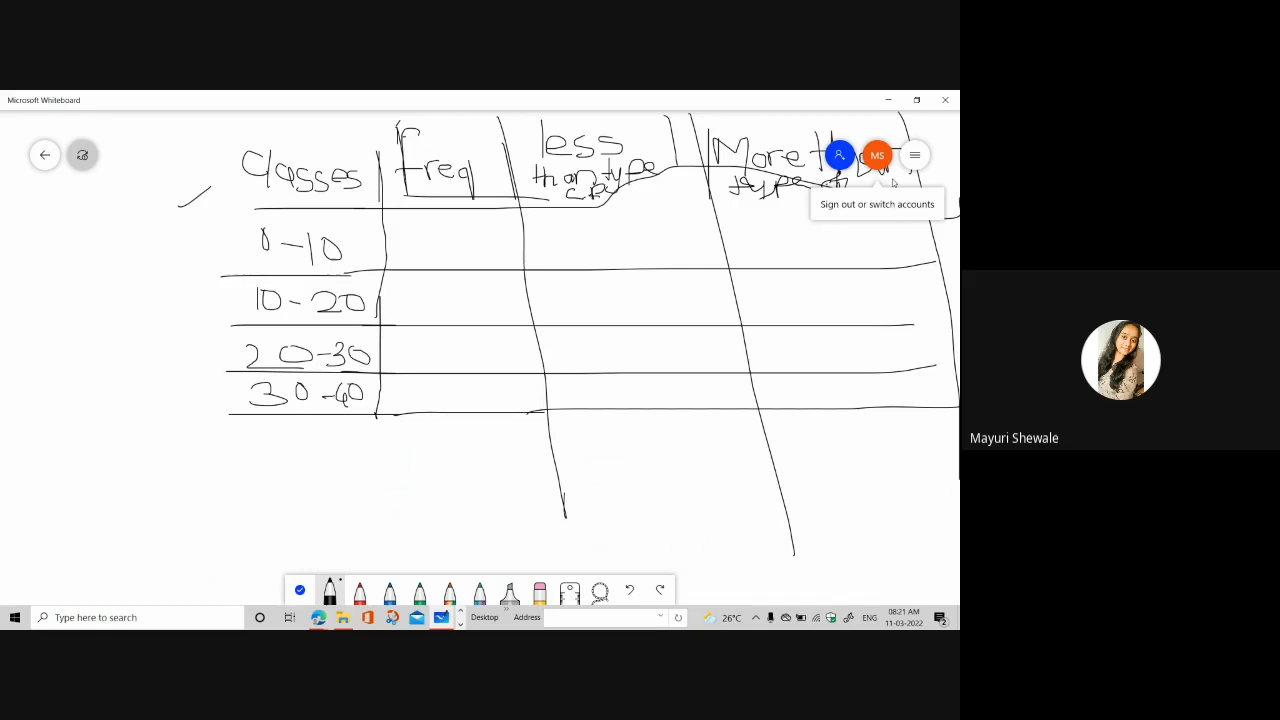 Microsoft Whiteboard
Classes
freq
less
than type
More than
type
MS
Sign out or switch accounts
0-10
10-20
20-30
30-40
Mayuri Shewale
Type here to search
Desktop
Address
26°C
ENG
08:21 AM
11-03-2022
2